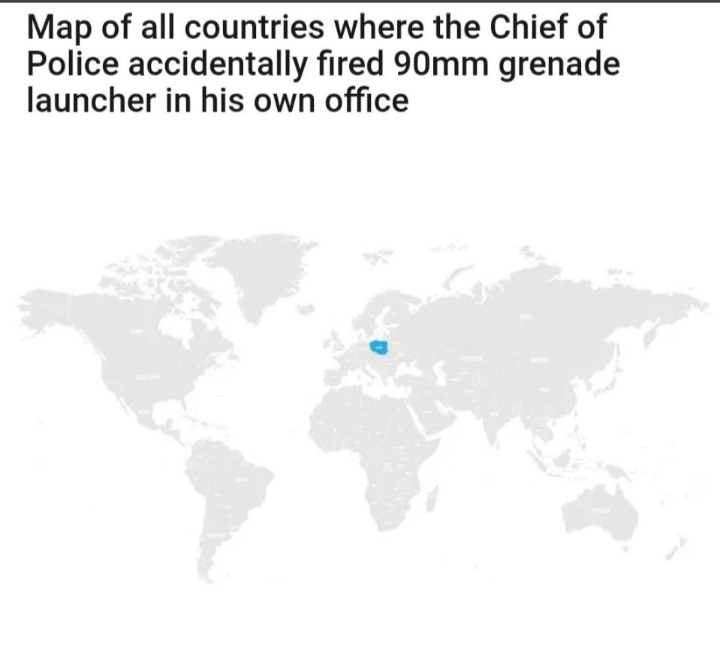 Map of all countries where the Chief of
Police accidentally fired 90mm grenade
launcher in his own office